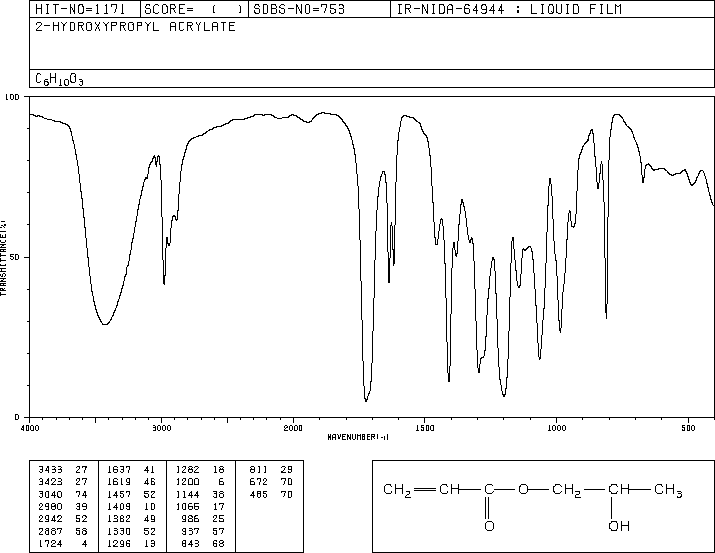 HIT-NO=1171 SCORE= ( ) SDBS-NO=753 IR-NIDA-64944 : LIQUID FILM
2-HYDROXYPROPYL ACRYLATE
C6H10O3
100
50
0
TRANSMITTANCE(%)
4000 3000 2000 1500 1000 500
WAVENUMBER(-1)
3433 27 1637 41 1282 18 811 29
3423 27 1619 46 1200 6 672 70
3040 74 1457 52 1144 38 485 70
2980 39 1409 10 1066 17
2942 52 1382 49 986 25
2887 58 1330 52 937 57
1724 4 1296 13 843 68
CH2 CH C O CH2 CH CH3
O OH